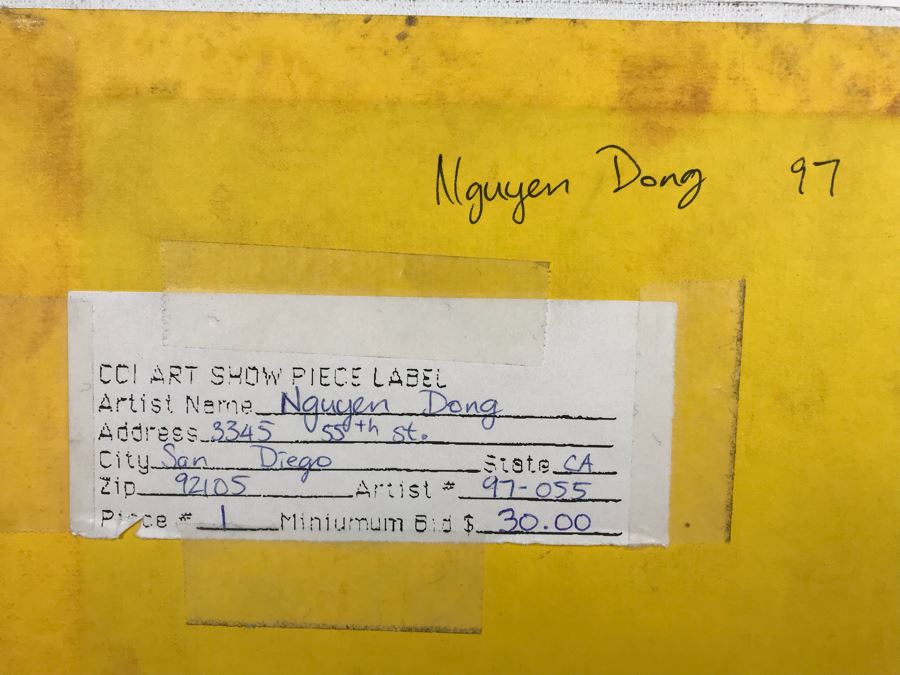 Nguyen Dong 97
CCI ART SHOW PIECE LABEL
Artist Name Nguyen Dong
Address 3345 55th st.
City San Diego State CA
Zip 92105 Artist # 97-055
Piece # 1 Miniumum Bid $ 30.00